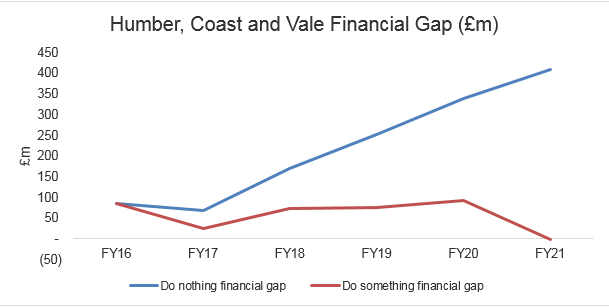 Humber, Coast and Vale Financial Gap (£m)
450
400
350
300
250
200
150
100
50
-
(50)
£m
FY16 FY17 FY18 FY19 FY20 FY21
Do nothing financial gap Do something financial gap